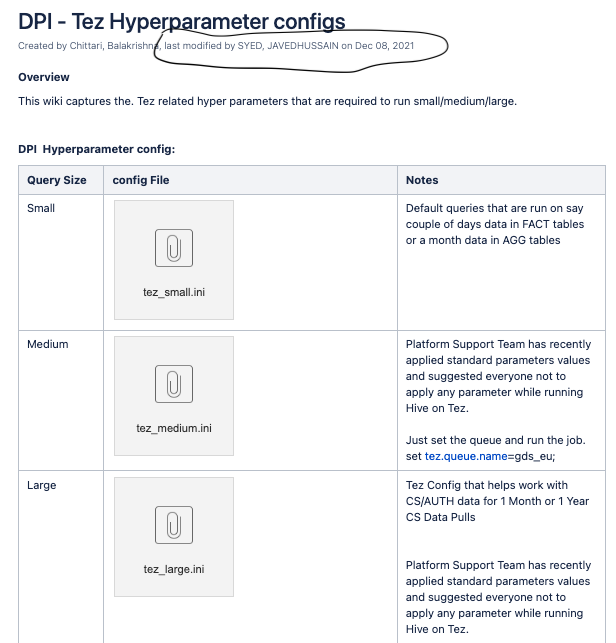 DPI - Tez Hyperparameter configs
Created by Chittari, Balakrishna, last modified by SYED, JAVEDHUSSAIN on Dec 08, 2021
Overview
This wiki captures the. Tez related hyper parameters that are required to run small/medium/large.
DPI Hyperparameter config:
Query Size config File Notes
Small
tez_small.ini
Default queries that are run on say
couple of days data in FACT tables
or a month data in AGG tables
Medium
tez_medium.ini
Platform Support Team has recently
applied standard parameters values
and suggested everyone not to
apply any parameter while running
Hive on Tez.
Just set the queue and run the job.
set tez.queue.name=gds_eu;
Large
tez_large.ini
Tez Config that helps work with
CS/AUTH data for 1 Month or 1 Year
CS Data Pulls
Platform Support Team has recently
applied standard parameters values
and suggested everyone not to
apply any parameter while running
Hive on Tez.